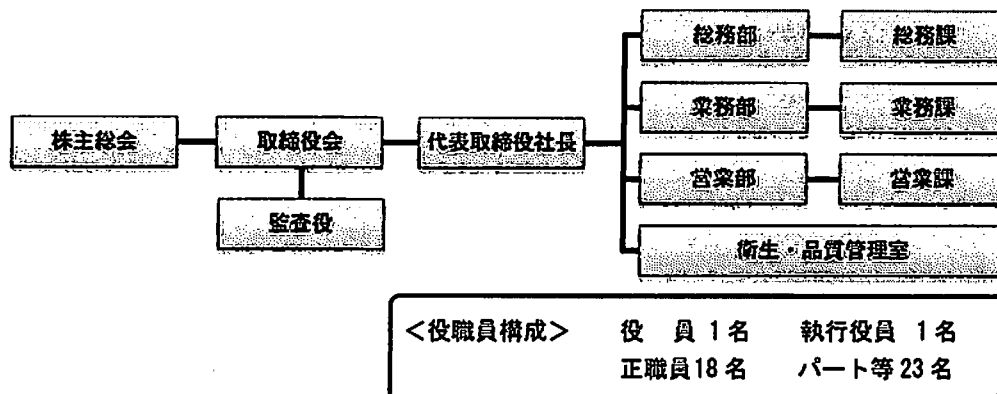 総務部 総務課
業務部 業務課
株主総会 取締役会 代表取締役社長
営業部 営業課
監査役
衛生・品質管理室
<役職員構成> 役 員 1名 執行役員 1名
正職員18名 パート等23名